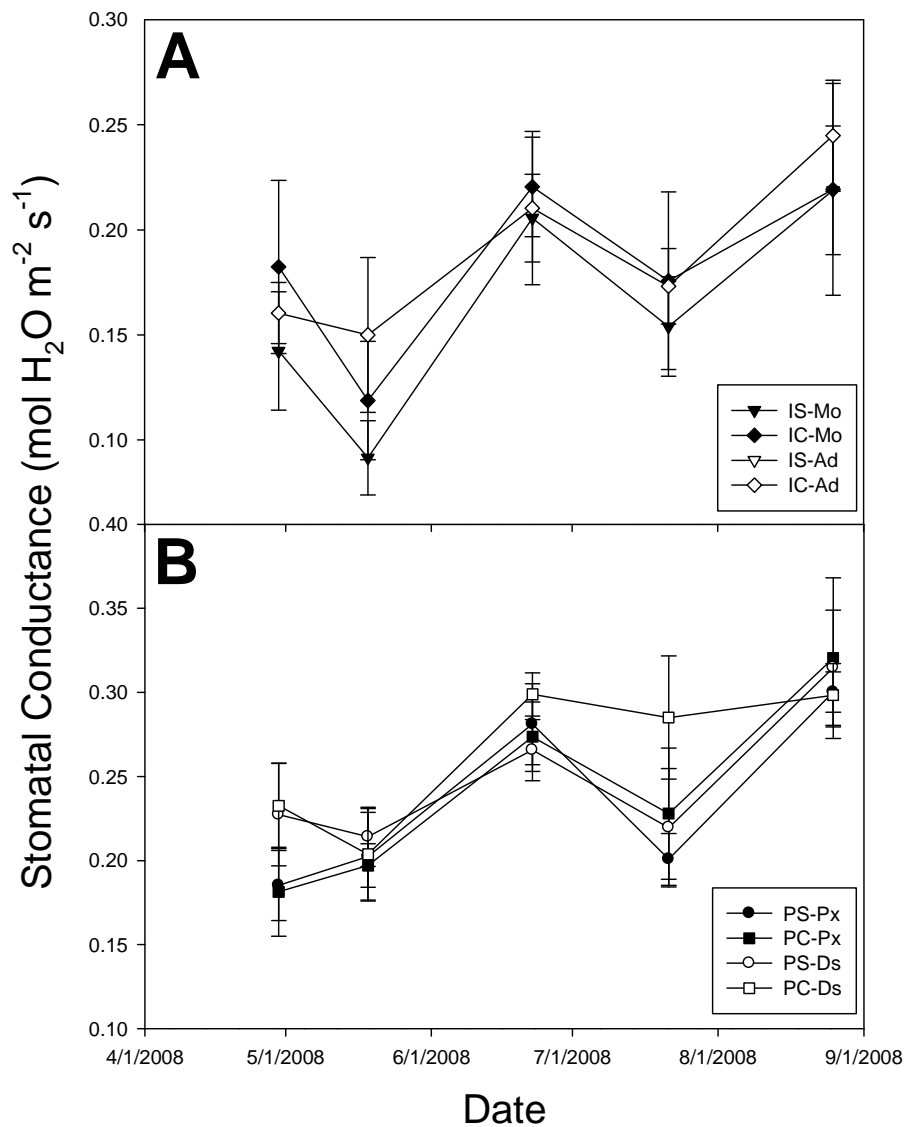 Stomatal Conductance (mol H₂O m⁻² s⁻¹)
A
0.30
0.25
0.20
0.15
0.10
IS-Mo
IC-Mo
IS-Ad
IC-Ad
B
0.40
0.35
0.30
0.25
0.20
0.15
0.10
PS-Px
PC-Px
PS-Ds
PC-Ds
4/1/2008 5/1/2008 6/1/2008 7/1/2008 8/1/2008 9/1/2008
Date